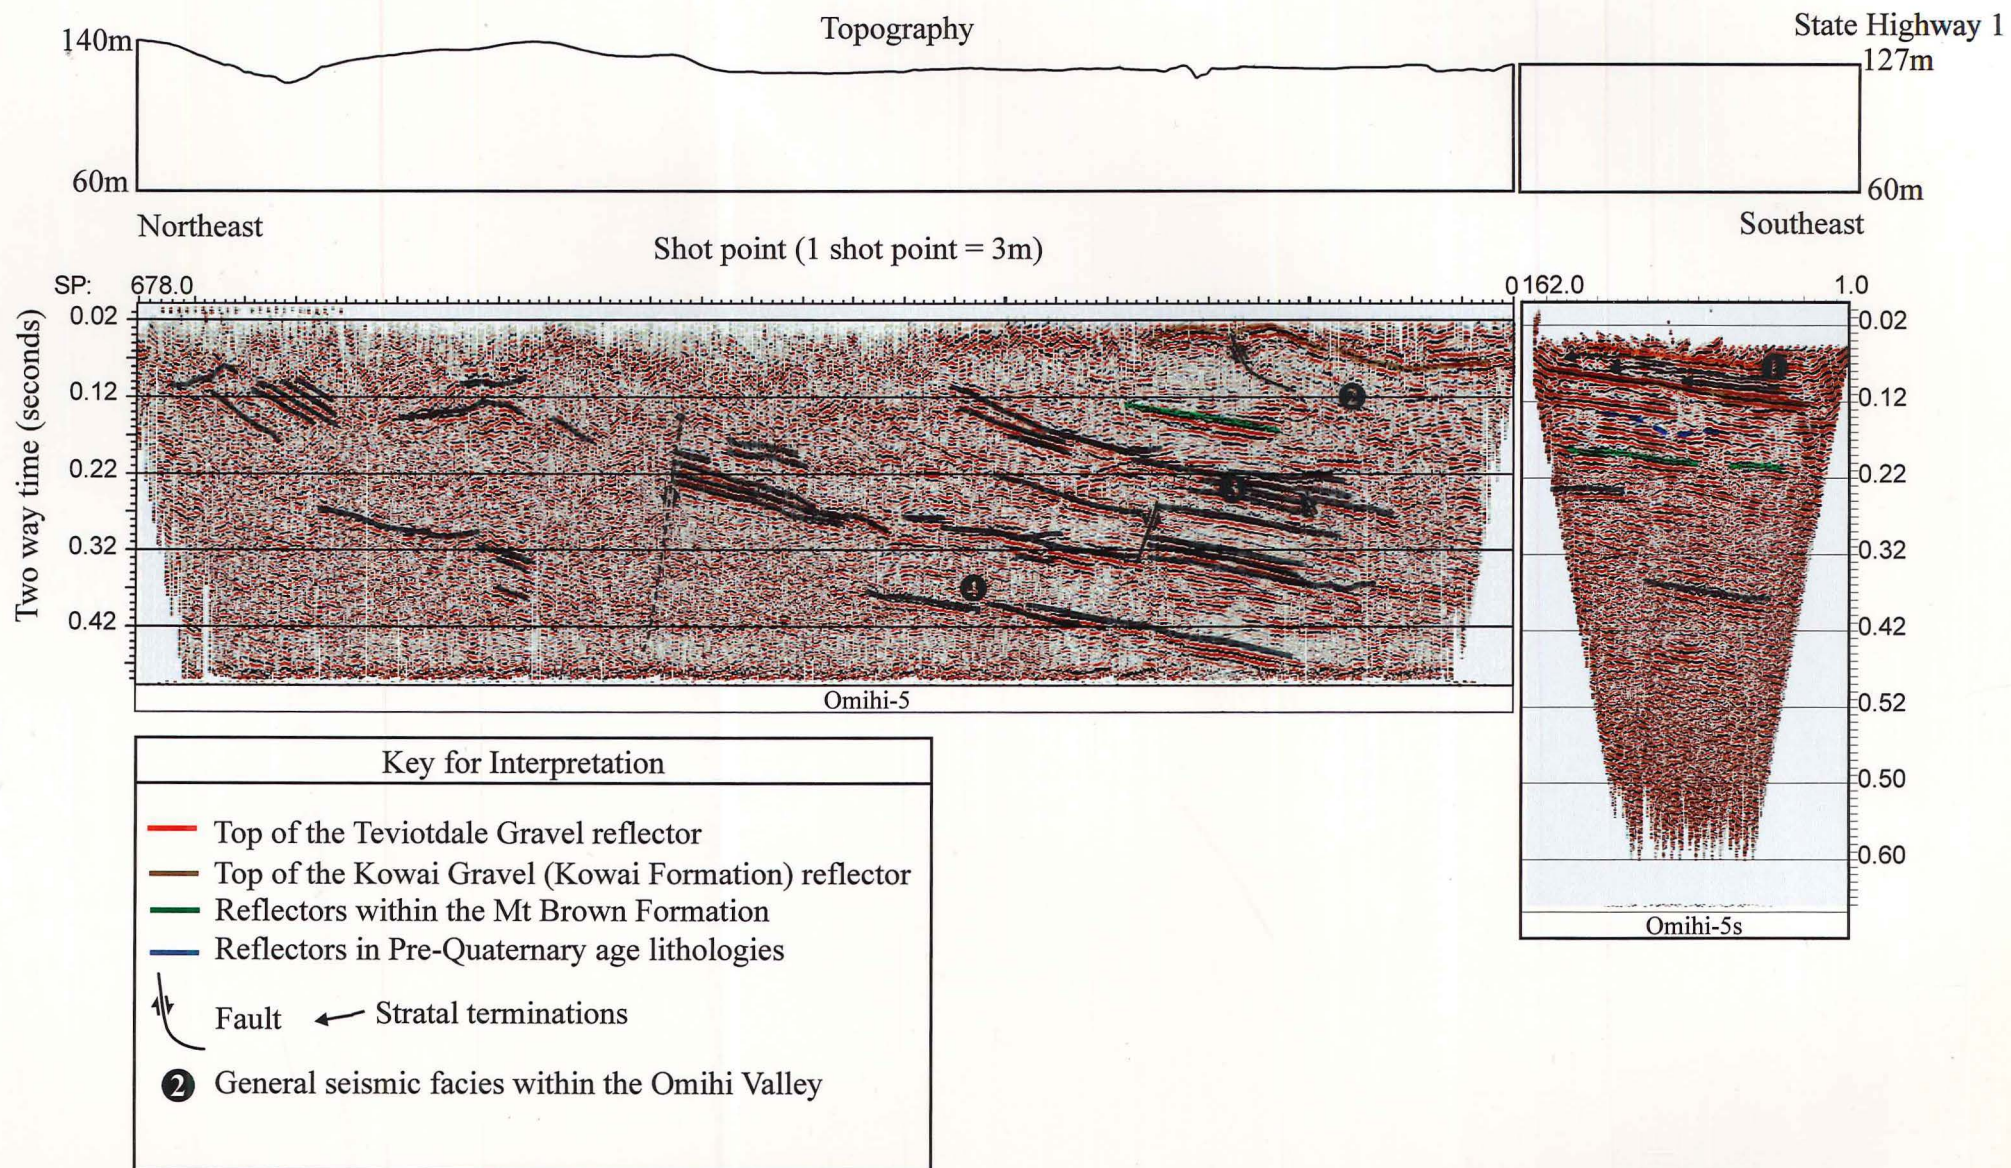 Topography
State Highway 1
140m
127m
60m
60m
Northeast
Southeast
Shot point (1 shot point = 3m)
SP:
678.0
0
162.0
1.0
Two way time (seconds)
0.02
0.12
0.22
0.32
0.42
0.02
0.12
0.22
0.32
0.42
0.52
0.50
0.60
2
1
Omihi-5
Omihi-5s
Key for Interpretation
Top of the Teviotdale Gravel reflector
Top of the Kowai Gravel (Kowai Formation) reflector
Reflectors within the Mt Brown Formation
Reflectors in Pre-Quaternary age lithologies
Fault
Stratal terminations
2 General seismic facies within the Omihi Valley